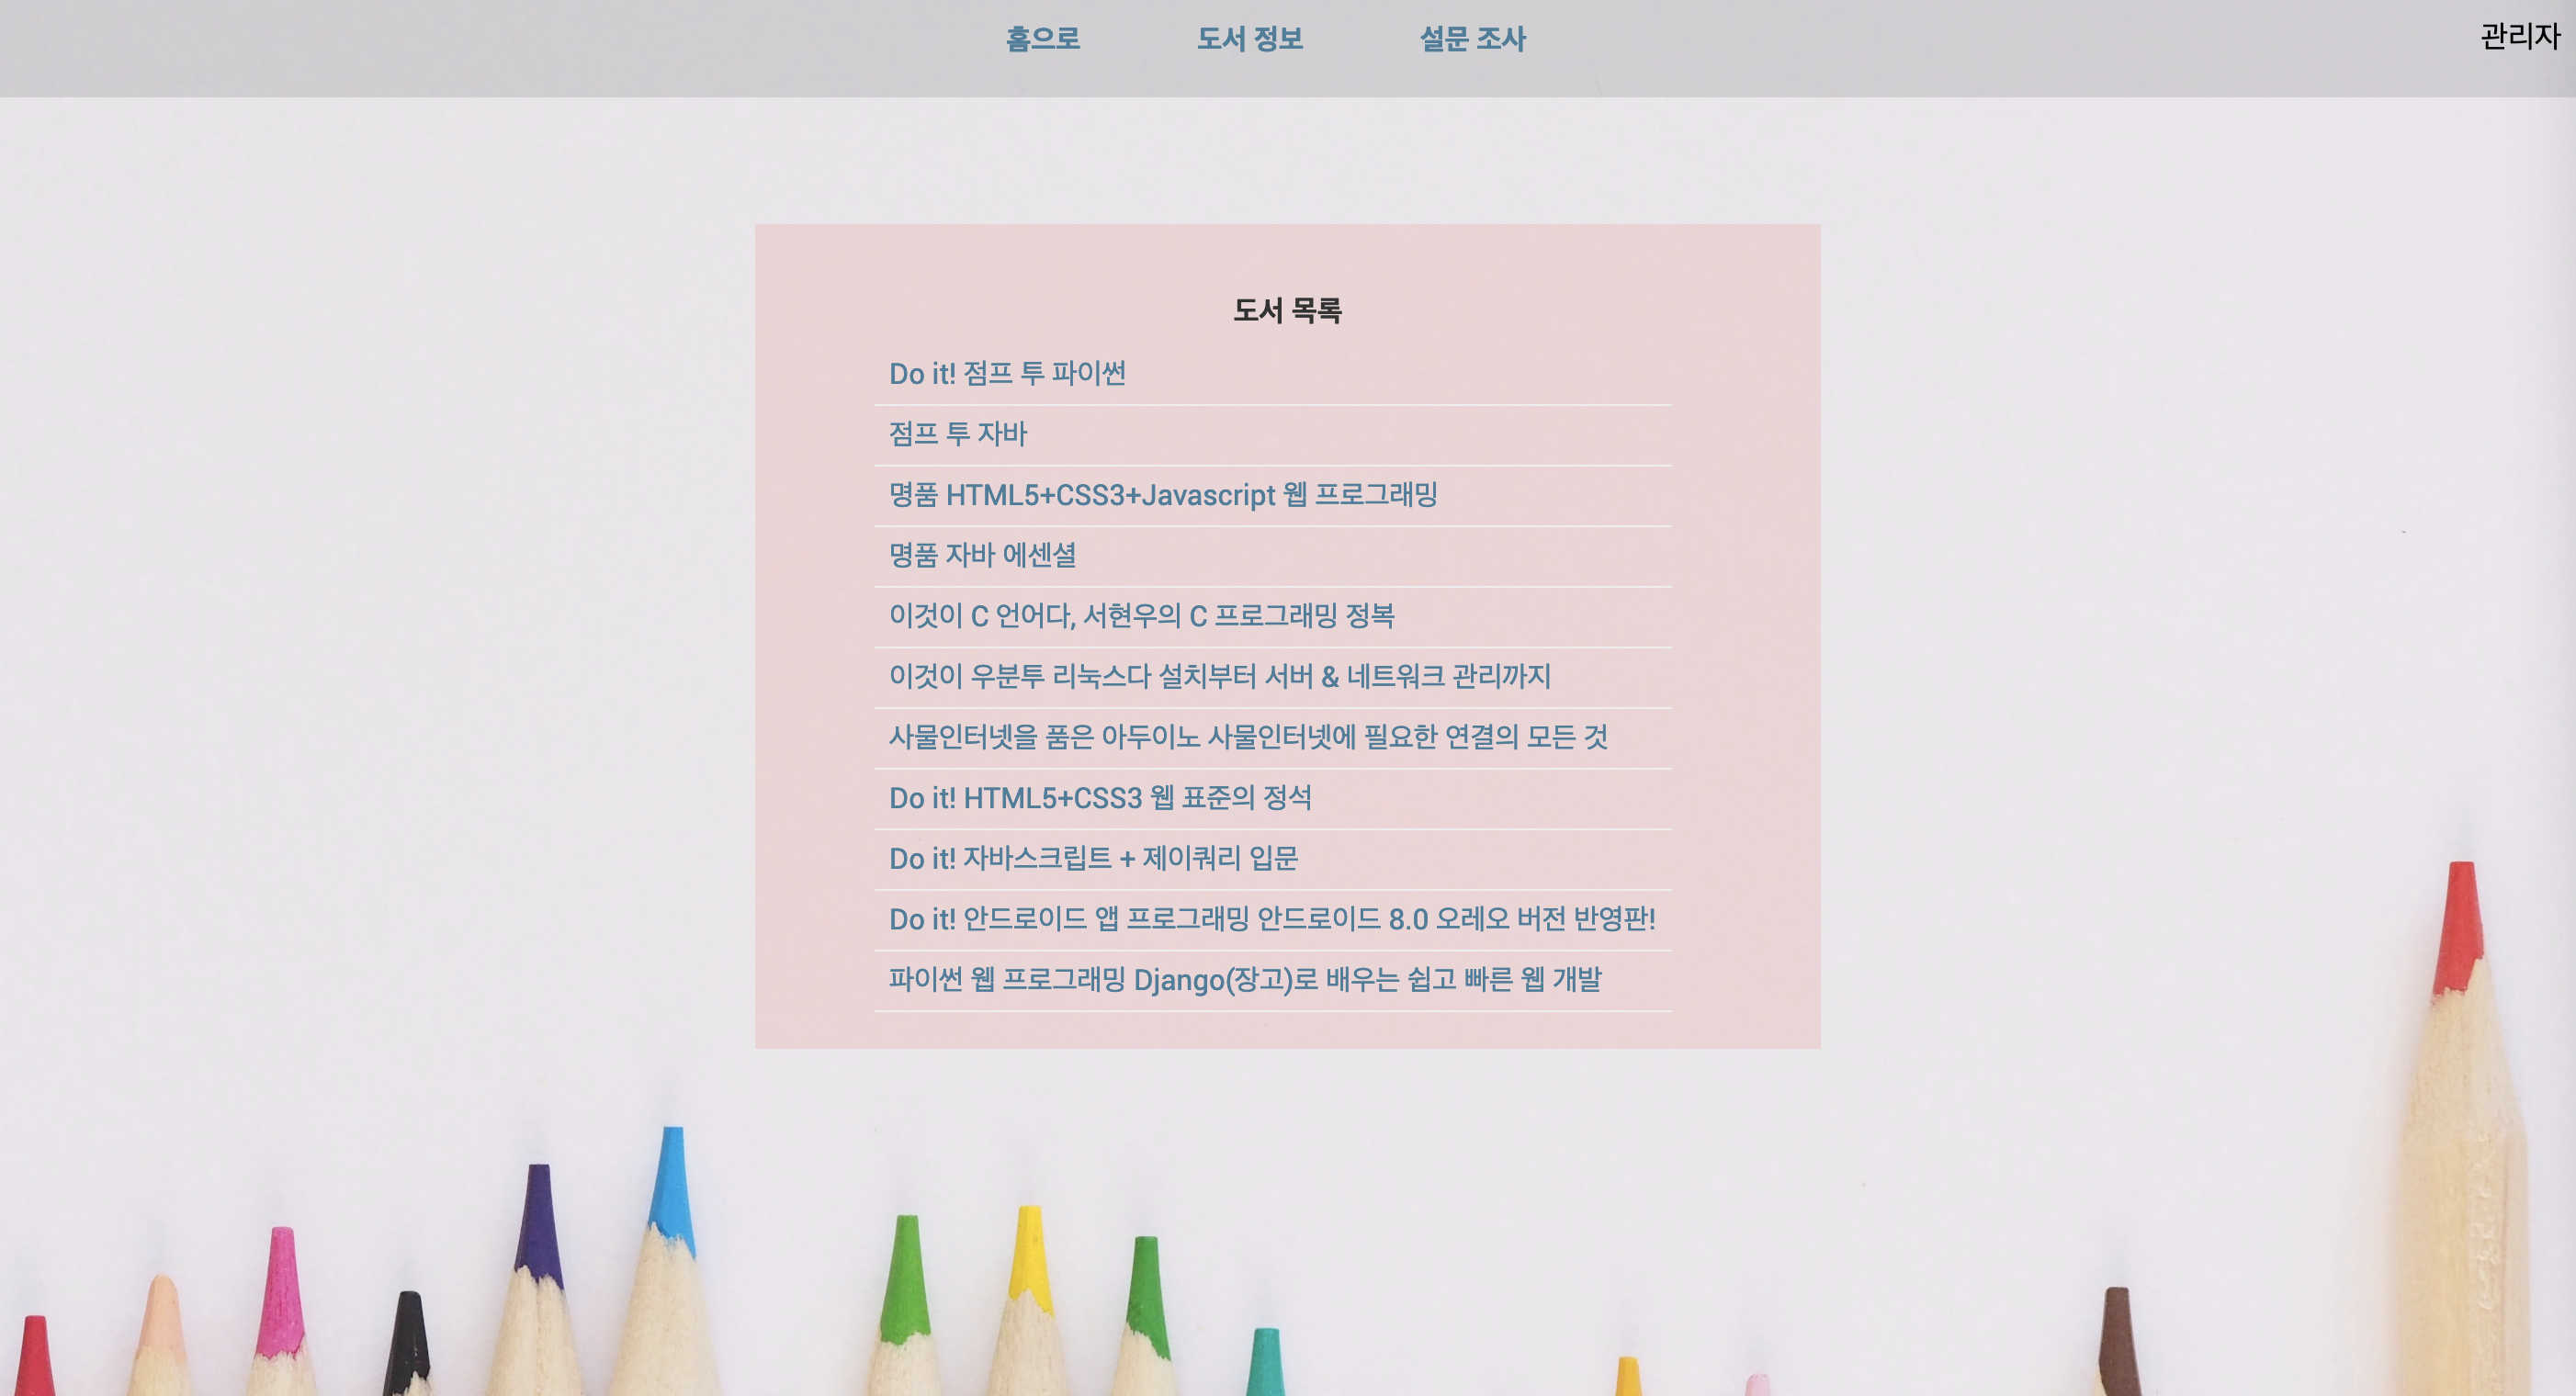 홈으로 도서 정보 설문 조사 관리자
도서 목록
Do it! 점프 투 파이썬
점프 투 자바
명품 HTML5+CSS3+Javascript 웹 프로그래밍
명품 자바 에센셜
이것이 C 언어다, 서현우의 C 프로그래밍 정복
이것이 우분투 리눅스다 설치부터 서버 & 네트워크 관리까지
사물인터넷을 품은 아두이노 사물인터넷에 필요한 연결의 모든 것
Do it! HTML5+CSS3 웹 표준의 정석
Do it! 자바스크립트 + 제이쿼리 입문
Do it! 안드로이드 앱 프로그래밍 안드로이드 8.0 오레오 버전 반영판!
파이썬 웹 프로그래밍 Django(장고)로 배우는 쉽고 빠른 웹 개발